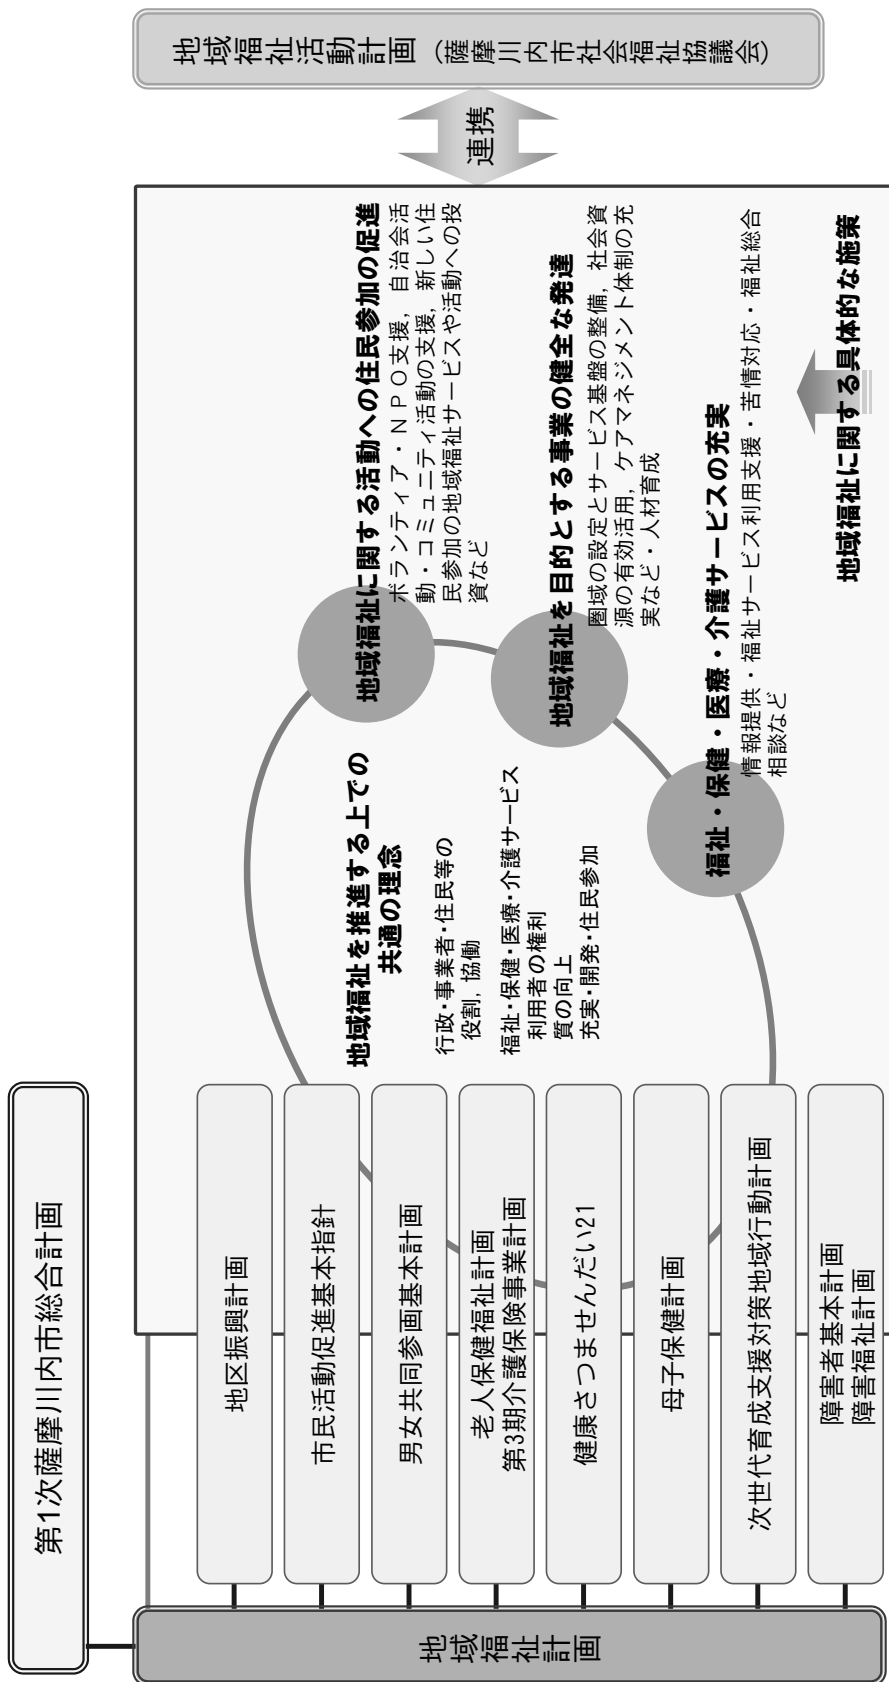 第1次薩摩川内市総合計画
地域福祉計画
地区振興計画
市民活動促進基本指針
男女共同参画基本計画
老人保健福祉計画
第3期介護保険事業計画
健康さつませんだい21
母子保健計画
次世代育成支援対策地域行動計画
障害者基本計画
障害福祉計画
地域福祉を推進する上での
共通の理念
行政・事業者・住民等の
役割，協働
福祉・保健・医療・介護サービス
利用者の権利
質の向上
充実・開発・住民参加
地域福祉に関する活動への住民参加の促進
ボランティア・ＮＰＯ支援，自治会活
動・コミュニティ活動の支援，新しい住
民参加の地域福祉サービスや活動への投
資など
地域福祉を目的とする事業の健全な発達
圏域の設定とサービス基盤の整備，社会資
源の有効活用，ケアマネジメント体制の充
実など・人材育成
福祉・保健・医療・介護サービスの充実
情報提供・福祉サービス利用支援・苦情対応・福祉総合
相談など
地域福祉に関する具体的な施策
連携
地域福祉活動計画（薩摩川内市社会福祉協議会）